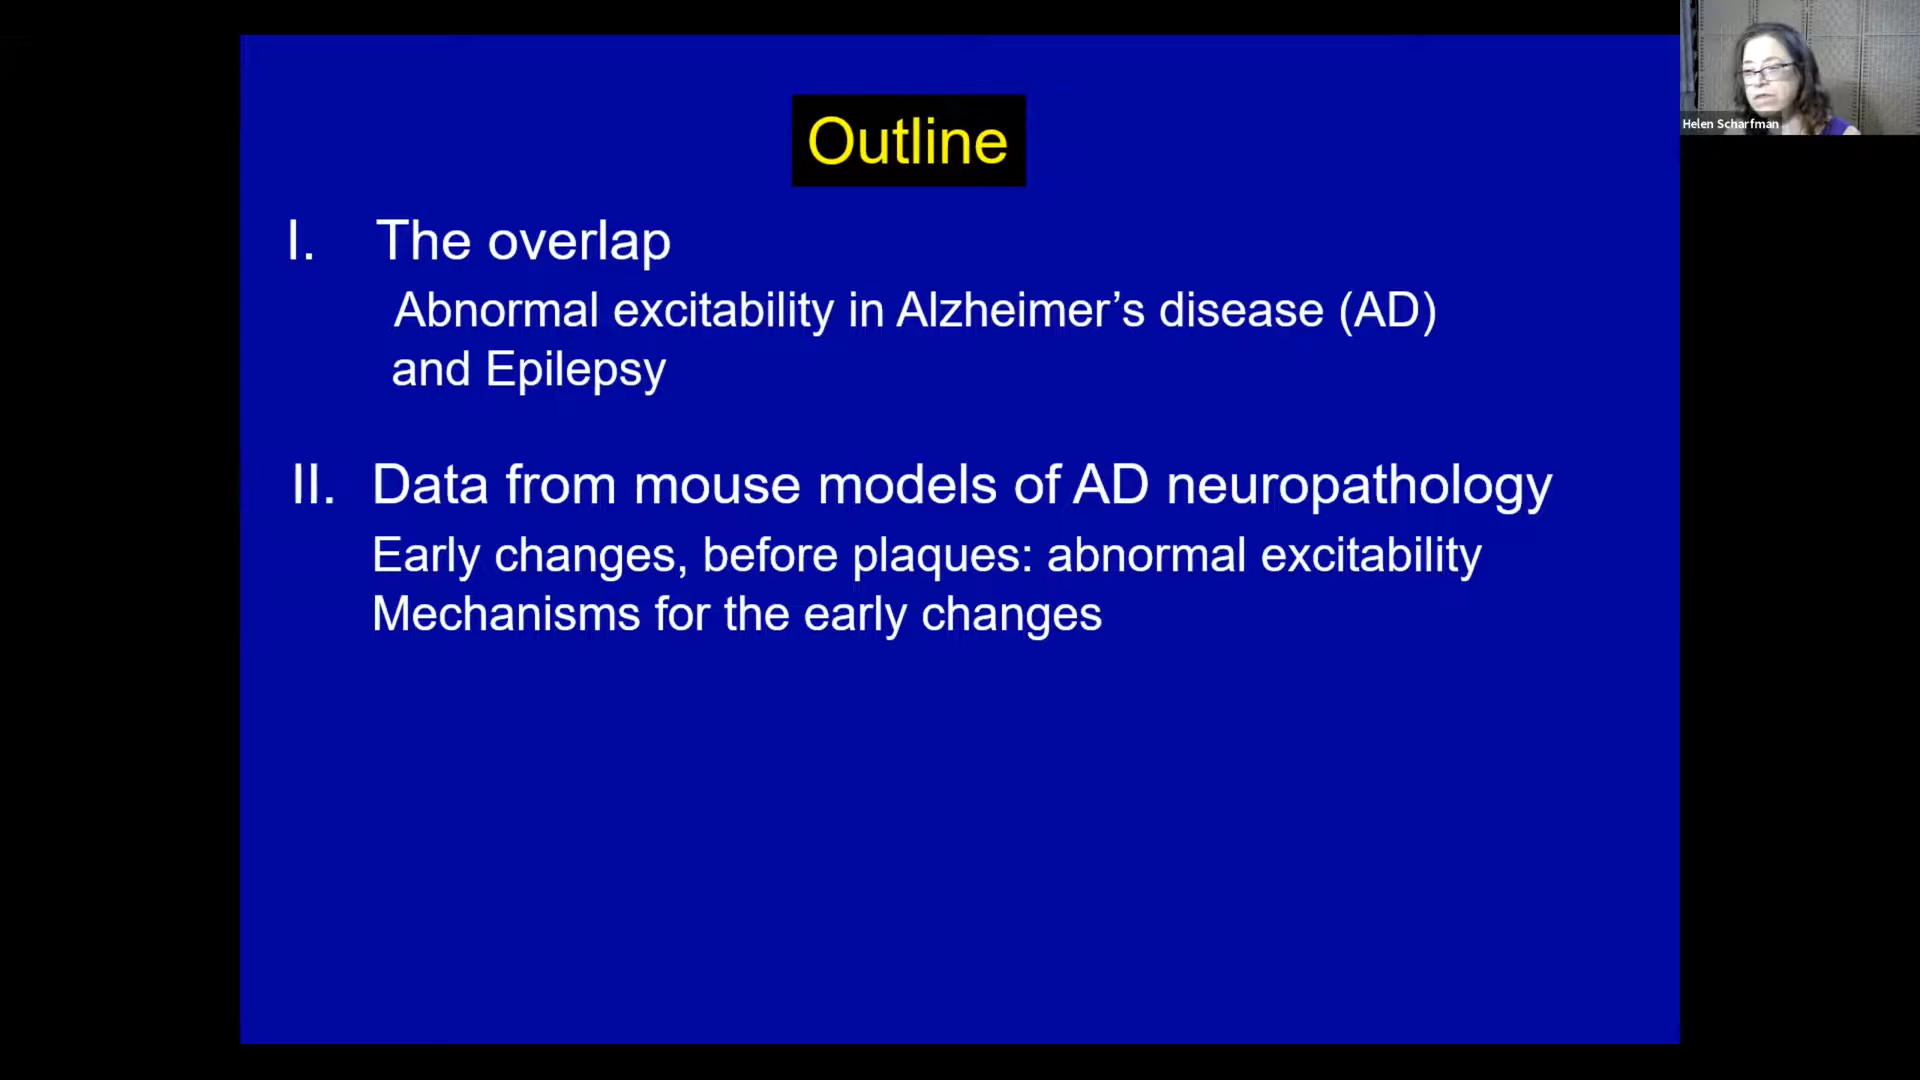 Outline
I. The overlap
Abnormal excitability in Alzheimer’s disease (AD)
and Epilepsy
II. Data from mouse models of AD neuropathology
Early changes, before plaques: abnormal excitability
Mechanisms for the early changes
Helen Scharfman